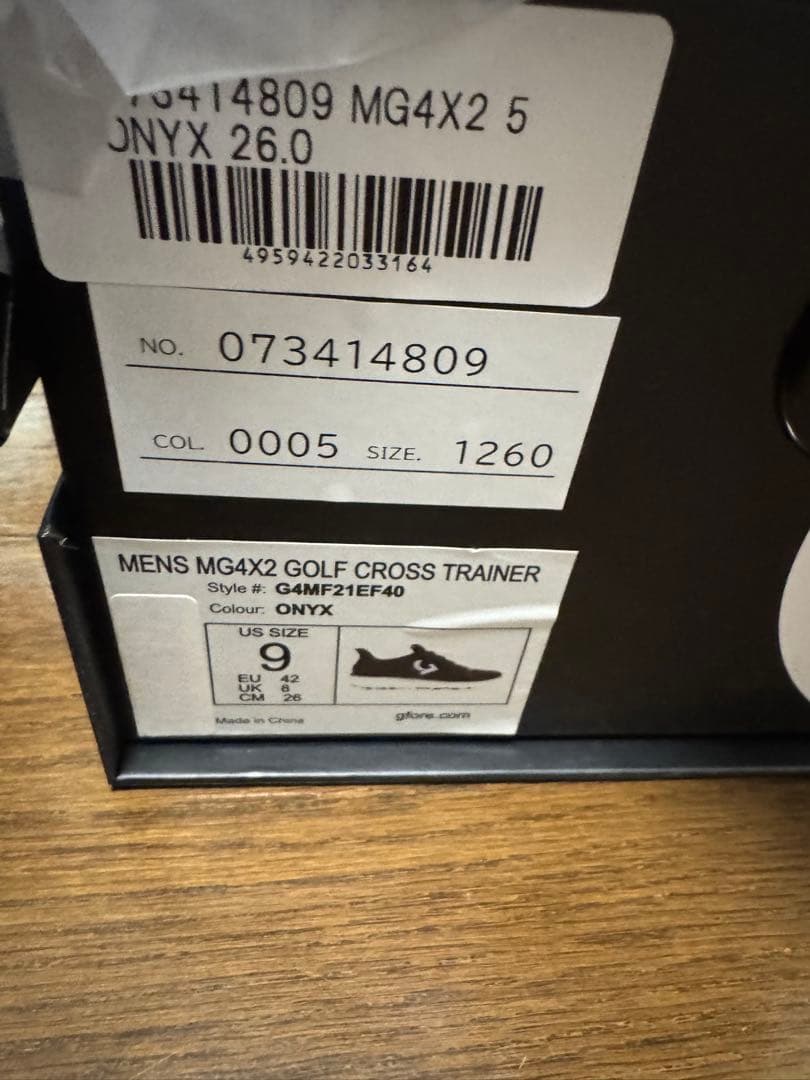 73414809 MG4X2 5
ONYX 26.0
4959422033164
NO. 073414809
COL. 0005 SIZE. 1260
MENS MG4X2 GOLF CROSS TRAINER
Style #: G4MF21EF40
Colour: ONYX
US SIZE
9
EU 42
UK 8
CM 26
Made in China
gfore.com